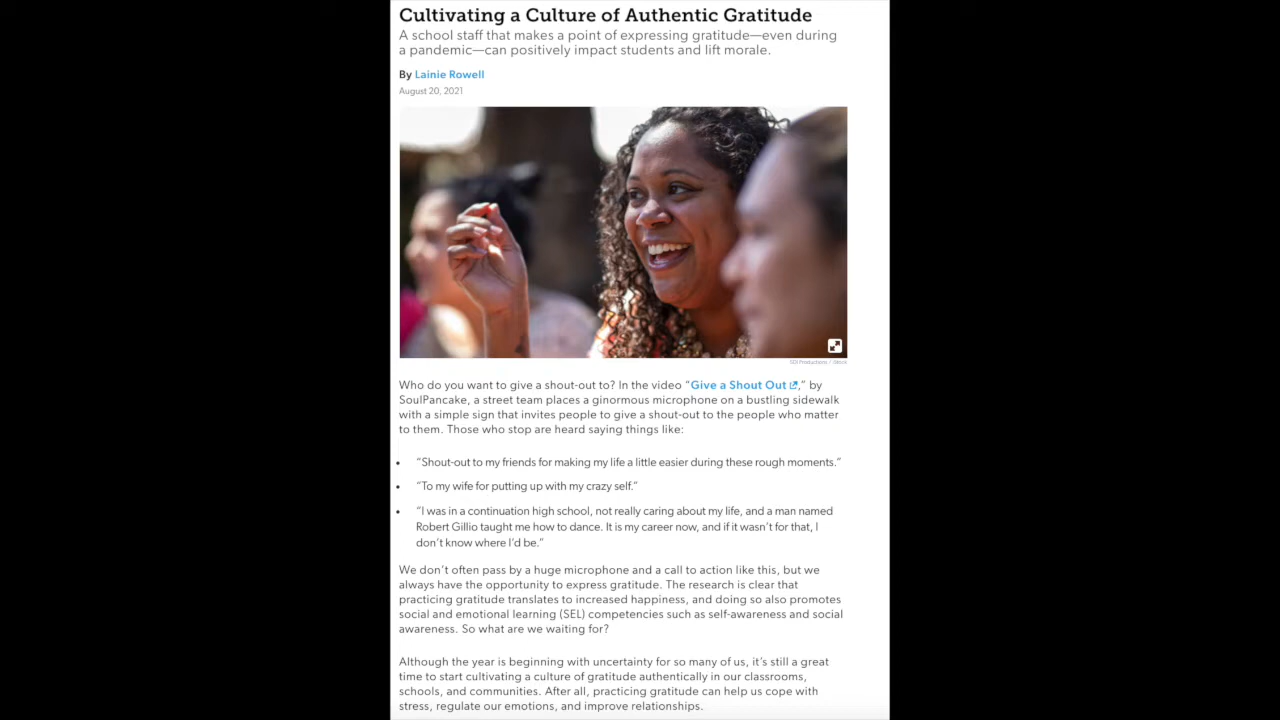 Cultivating a Culture of Authentic Gratitude
A school staff that makes a point of expressing gratitude—even during
a pandemic—can positively impact students and lift morale.
By Lainie Rowell
August 20, 2021
SDI Productions / iStock
Who do you want to give a shout-out to? In the video “Give a Shout Out,” by
SoulPancake, a street team places a ginormous microphone on a bustling sidewalk
with a simple sign that invites people to give a shout-out to the people who matter
to them. Those who stop are heard saying things like:
• “Shout-out to my friends for making my life a little easier during these rough moments.”
• “To my wife for putting up with my crazy self.”
• “I was in a continuation high school, not really caring about my life, and a man named
Robert Gillio taught me how to dance. It is my career now, and if it wasn’t for that, I
don’t know where I’d be.”
We don’t often pass by a huge microphone and a call to action like this, but we
always have the opportunity to express gratitude. The research is clear that
practicing gratitude translates to increased happiness, and doing so also promotes
social and emotional learning (SEL) competencies such as self-awareness and social
awareness. So what are we waiting for?
Although the year is beginning with uncertainty for so many of us, it’s still a great
time to start cultivating a culture of gratitude authentically in our classrooms,
schools, and communities. After all, practicing gratitude can help us cope with
stress, regulate our emotions, and improve relationships.